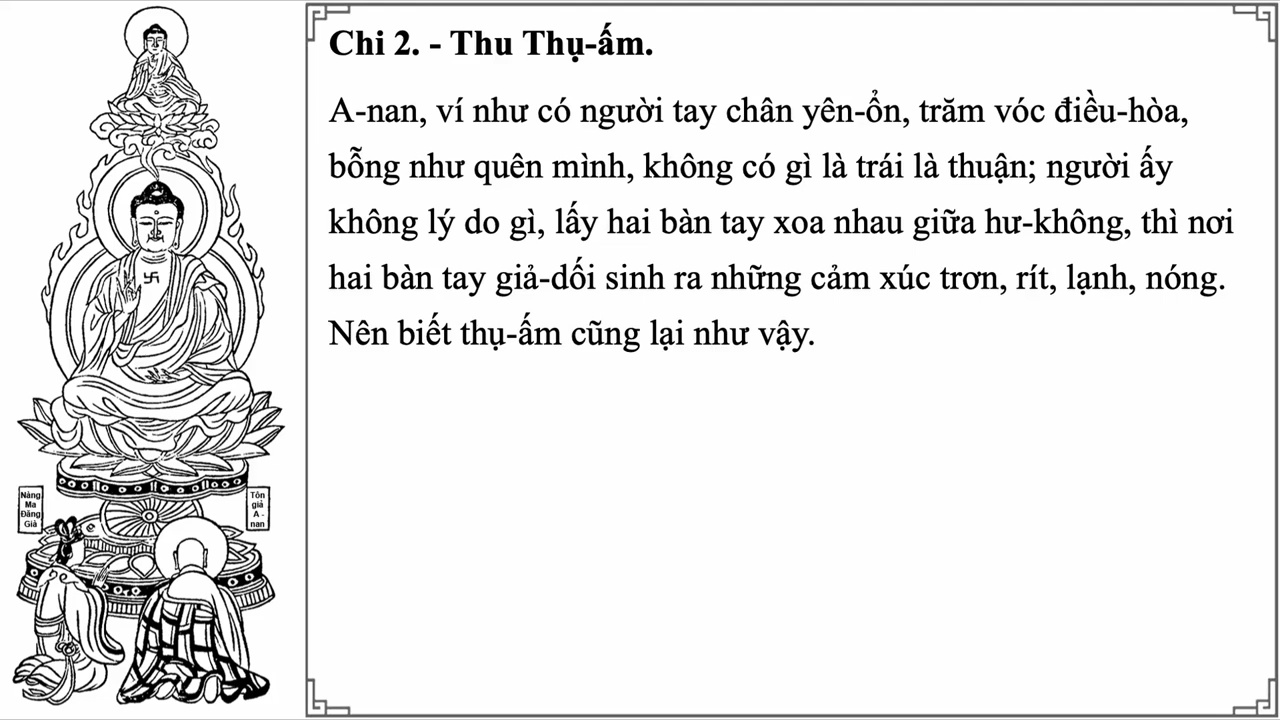 Chi 2. - Thu Thụ-ấm.
A-nan, ví như có người tay chân yên-ổn, trăm vóc điều-hòa,
bỗng như quên mình, không có gì là trái là thuận; người ấy
không lý do gì, lấy hai bàn tay xoa nhau giữa hư-không, thì nơi
hai bàn tay giả-dối sinh ra những cảm xúc trơn, rít, lạnh, nóng.
Nên biết thụ-ấm cũng lại như vậy.
Nàng
Ma
Đăng
Già
Tôn
giả
A -
nan